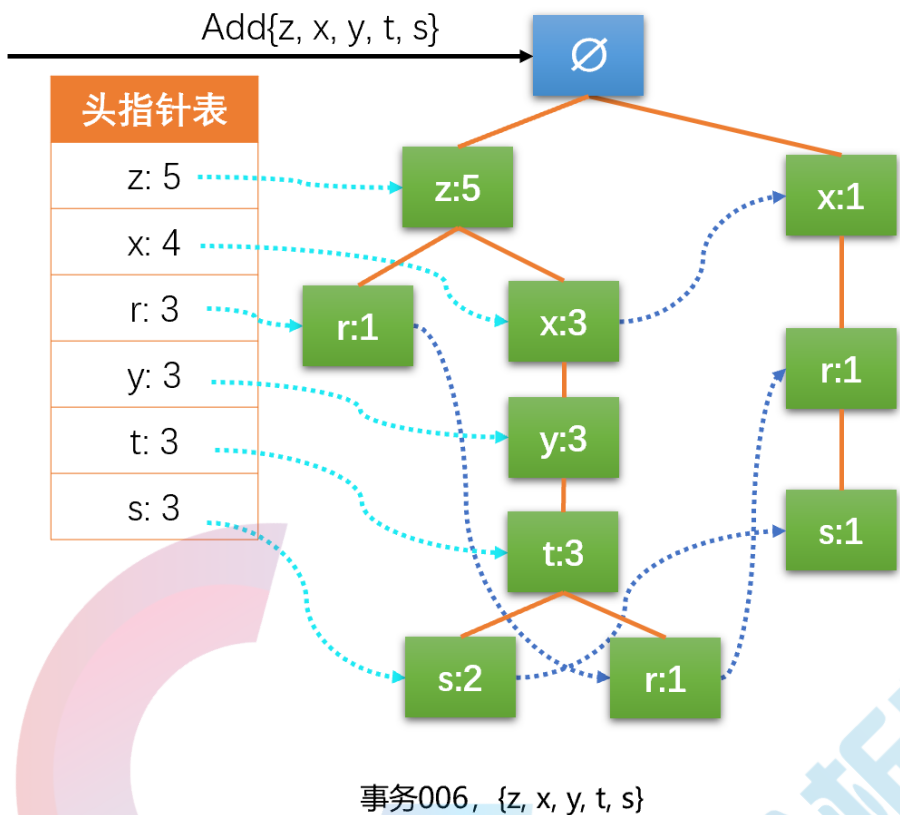 Add{z, x, y, t, s}
∅
头指针表
z: 5
x: 4
r: 3
y: 3
t: 3
s: 3
z:5
x:1
r:1
x:3
r:1
y:3
t:3
s:1
s:2
r:1
事务006，{z, x, y, t, s}